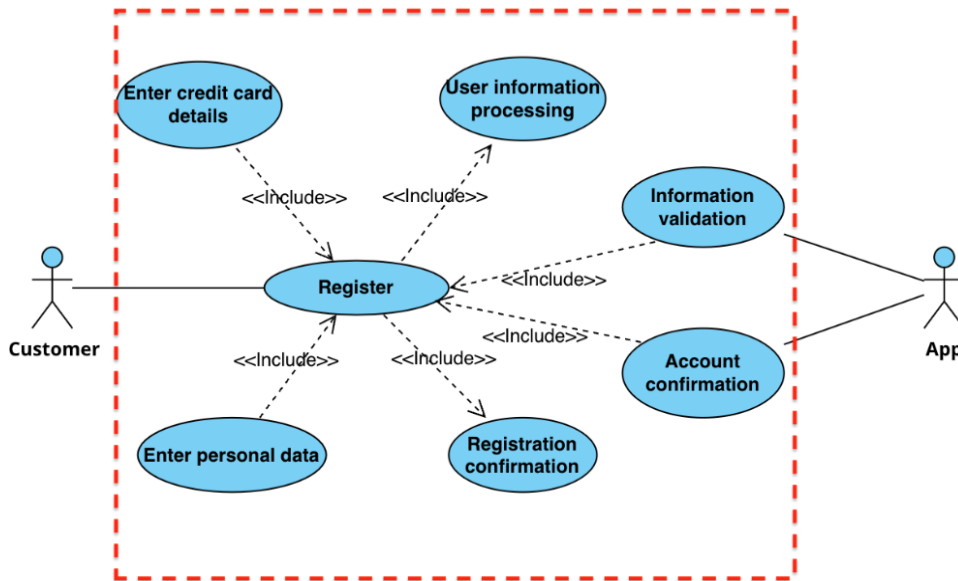 Enter credit card
details
User information
processing
<<Include>>
<<Include>>
Information
validation
<<Include>>
Register
Customer
<<Include>>
<<Include>>
<<Include>>
App
Account
confirmation
Enter personal data
Registration
confirmation